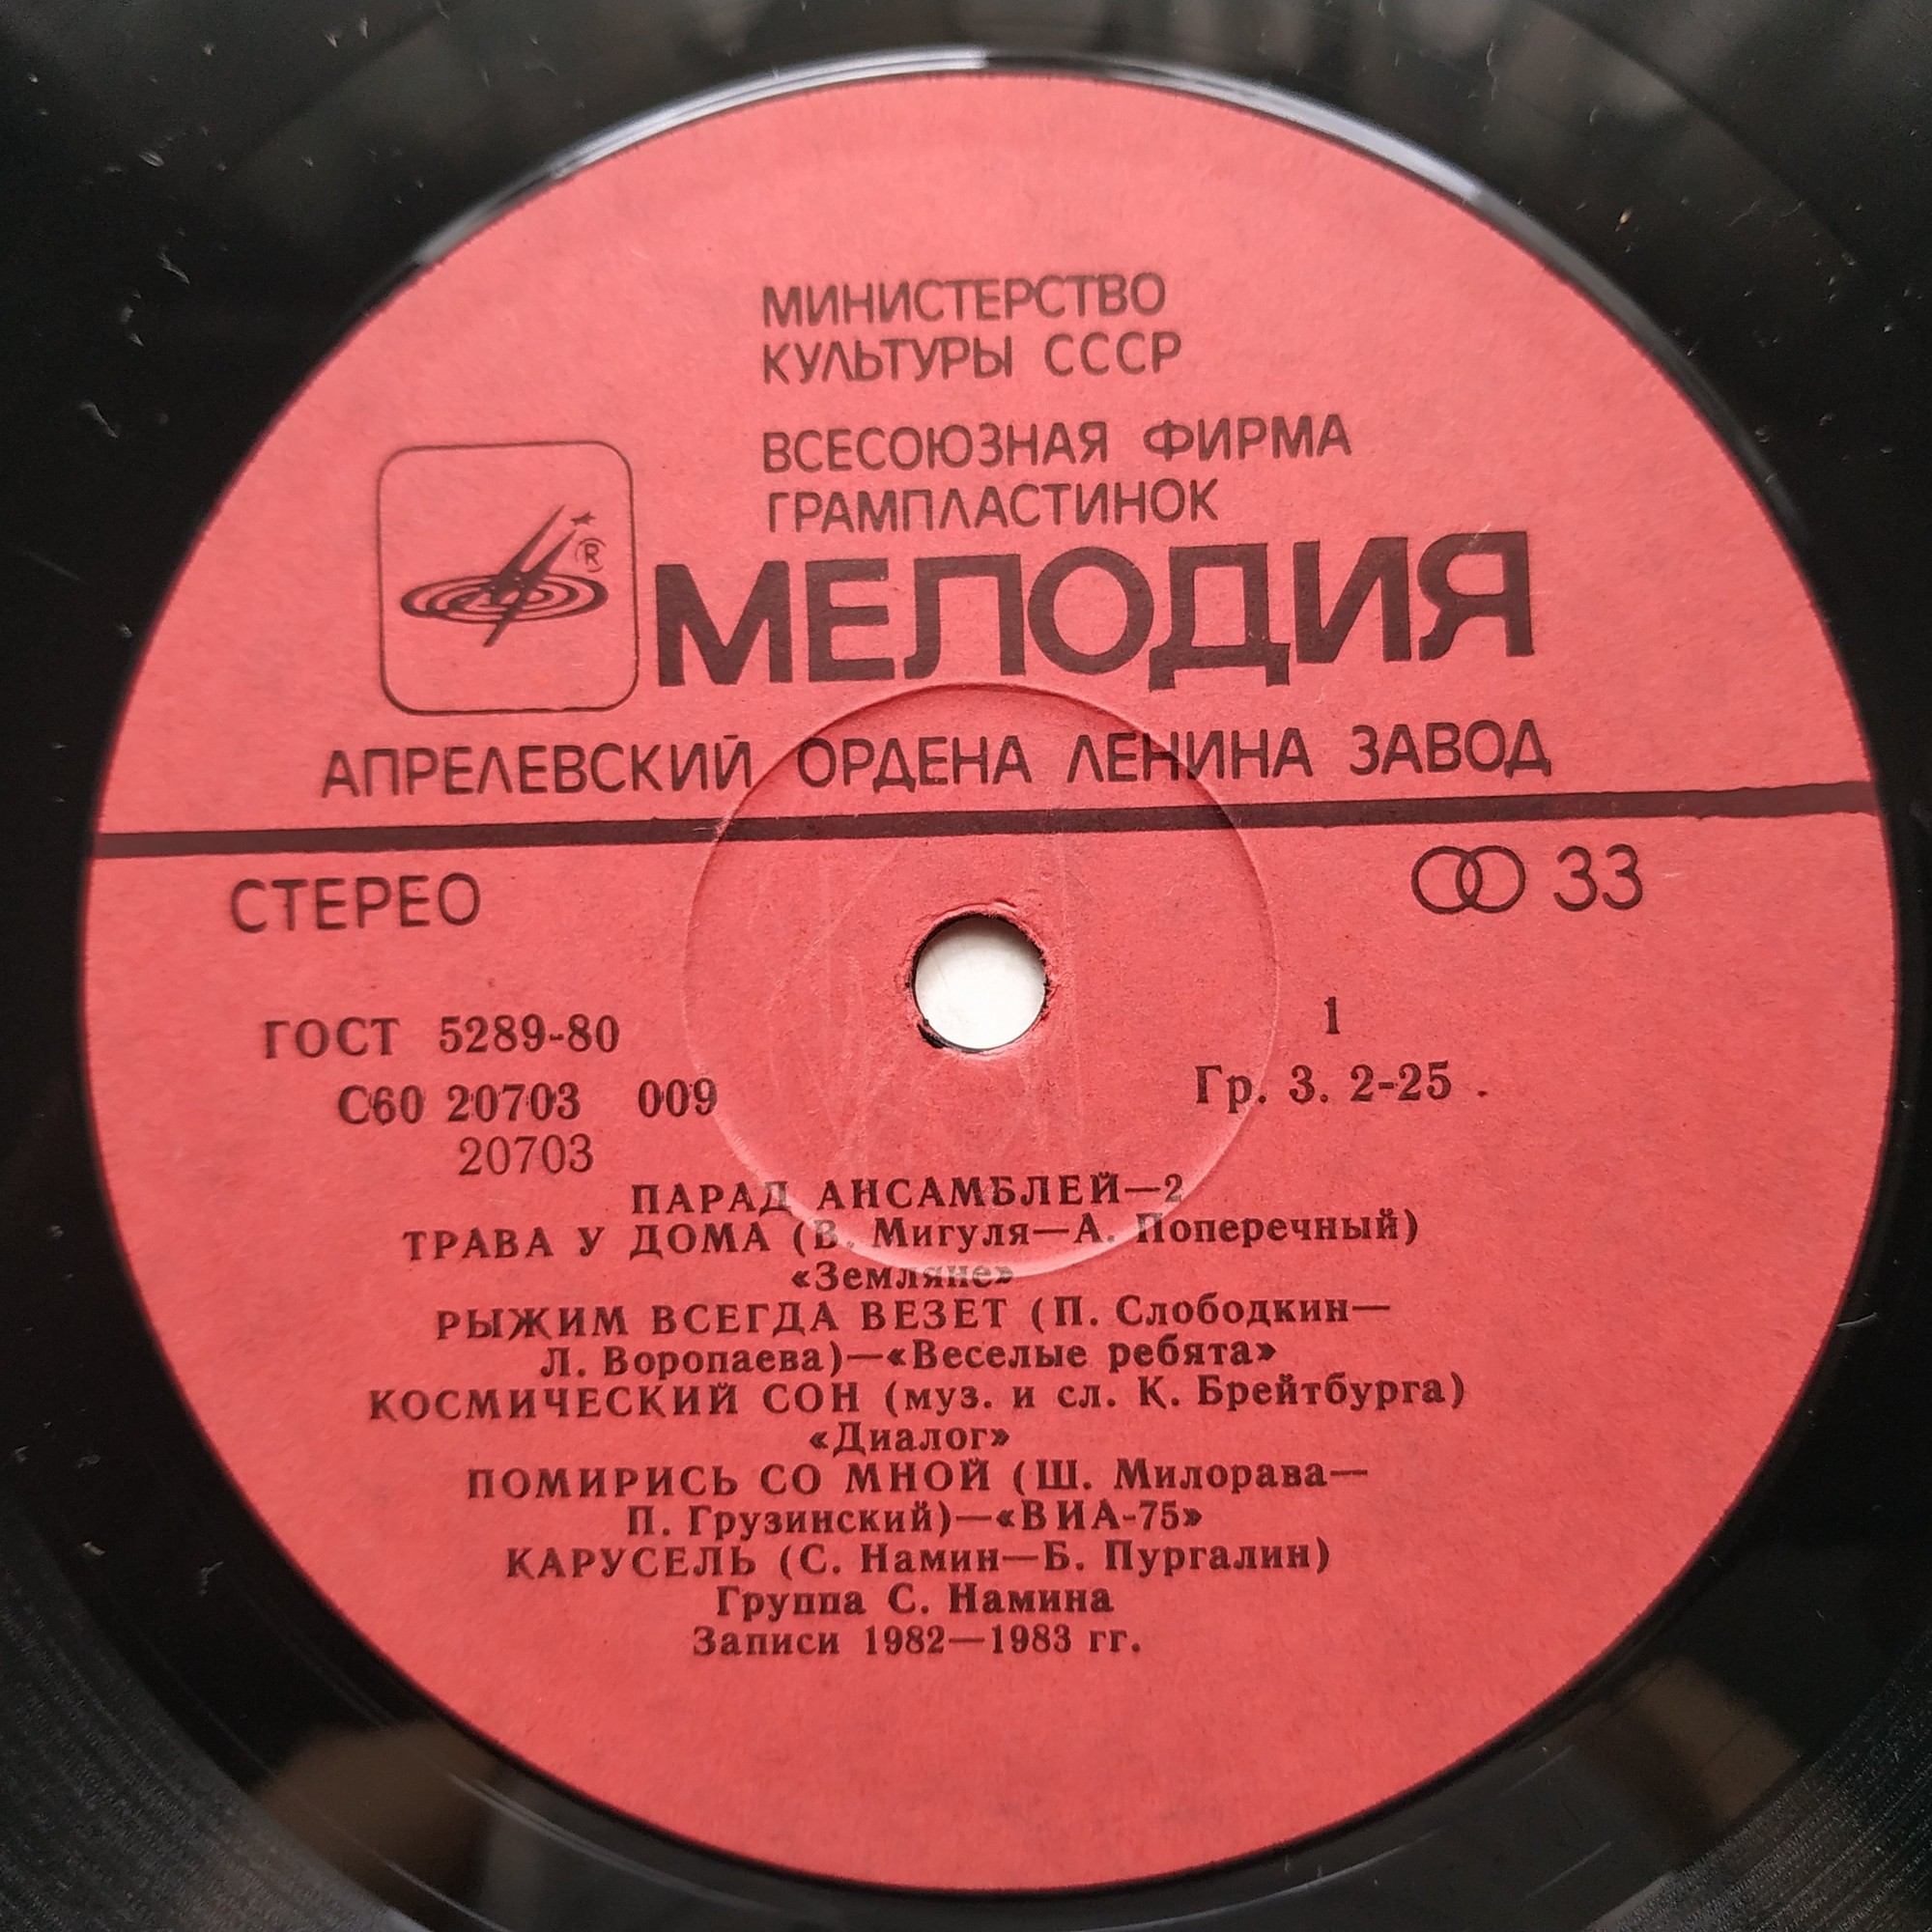 МИНИСТЕРСТВО
КУЛЬТУРЫ СССР
ВСЕСОЮЗНАЯ ФИРМА
ГРАМПЛАСТИНОК
®
МЕЛОДИЯ
АПРЕЛЕВСКИЙ ОРДЕНА ЛЕНИНА ЗАВОД
СТЕРЕО 33
ГОСТ 5289-80 1
С60 20703 009 Гр. 3. 2-25
20703
ПАРАД АНСАМБЛЕЙ—2
ТРАВА У ДОМА (В. Мигуля—А. Поперечный)
«Земляне»
РЫЖИМ ВСЕГДА ВЕЗЕТ (П. Слободкин—
Л. Воропаева)—«Веселые ребята»
КОСМИЧЕСКИЙ СОН (муз. и сл. К. Брейтбурга)
«Диалог»
ПОМИРИСЬ СО МНОЙ (Ш. Милорава—
П. Грузинский)—«ВИА-75»
КАРУСЕЛЬ (С. Намин—Б. Пургалин)
Группа С. Намина
Записи 1982—1983 гг.